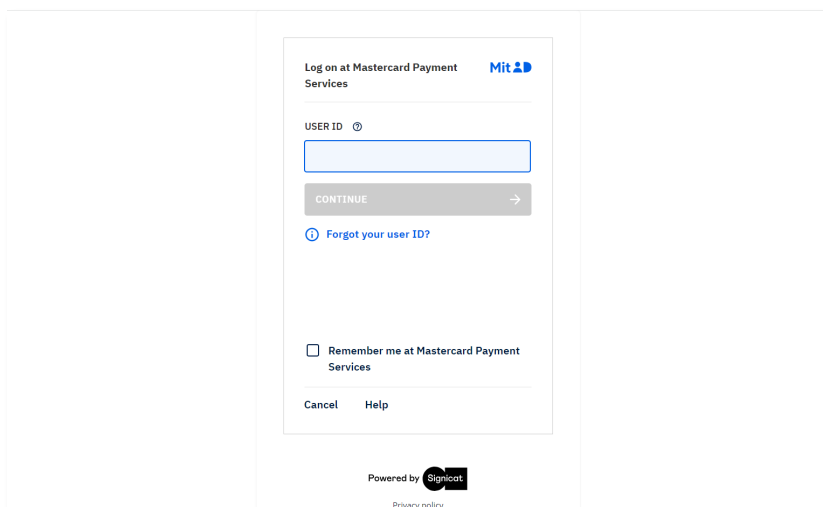 Log on at Mastercard Payment
Services
Mit
USER ID
CONTINUE
Forgot your user ID?
Remember me at Mastercard Payment
Services
Cancel Help
Powered by Signicat
Privacy policy